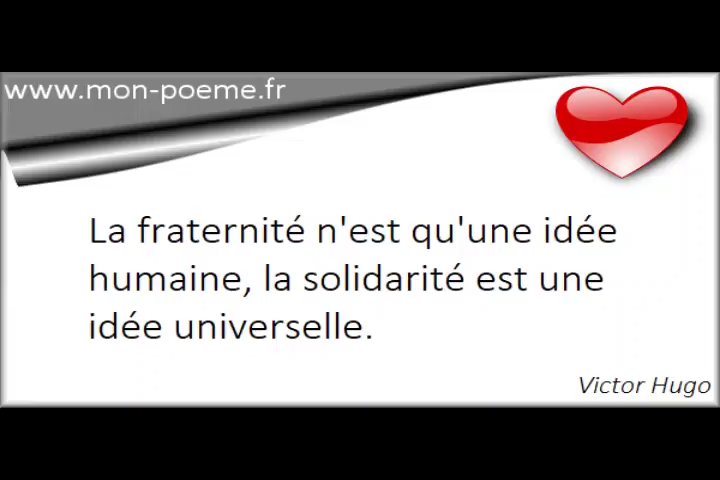 www.mon-poeme.fr
La fraternité n'est qu'une idée
humaine, la solidarité est une
idée universelle.
Victor Hugo